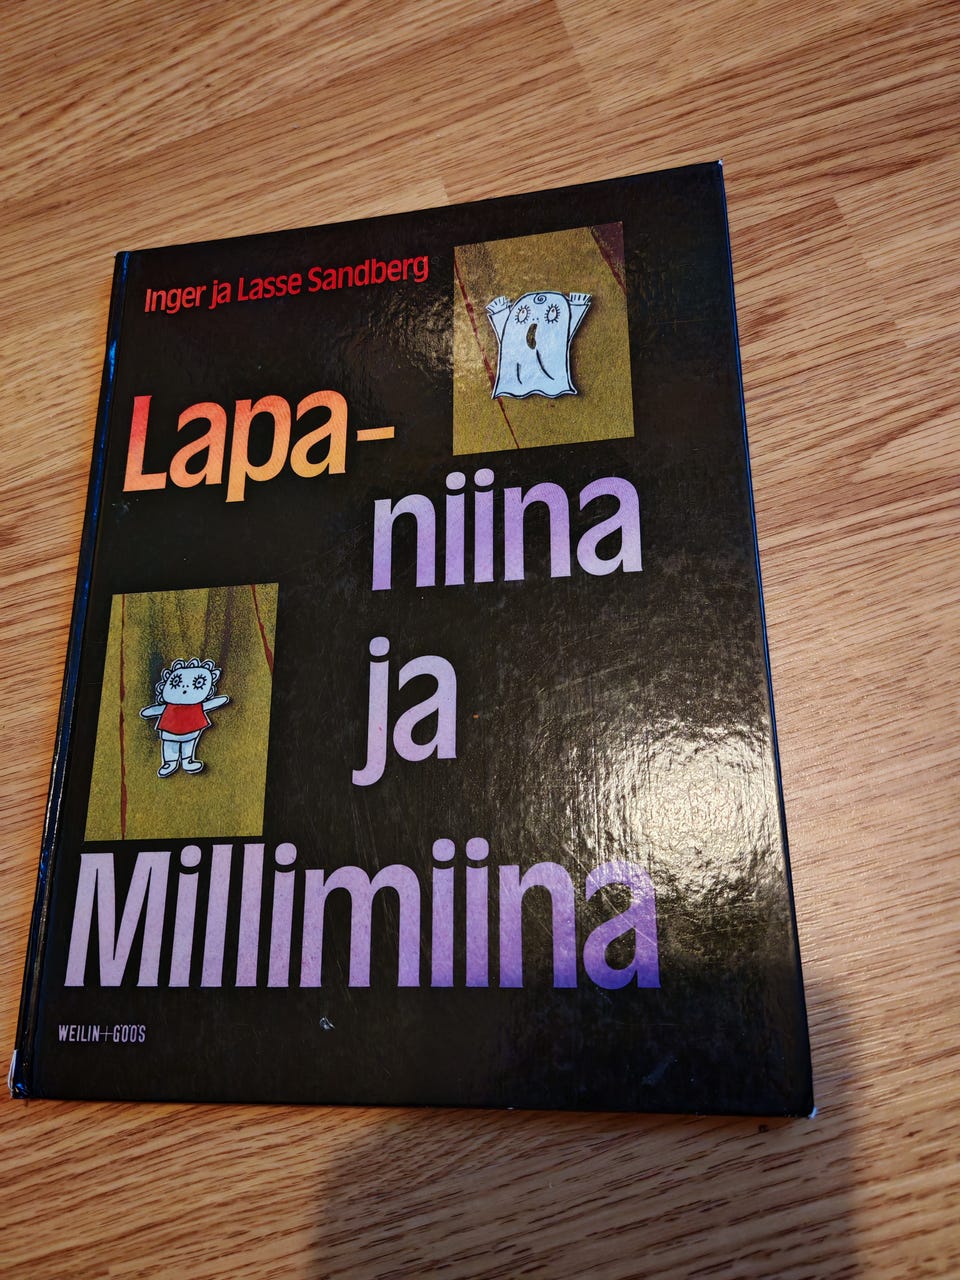 Inger ja Lasse Sandberg
Lapa-
niina
ja
Millimiina
WEILIN+GÖÖS